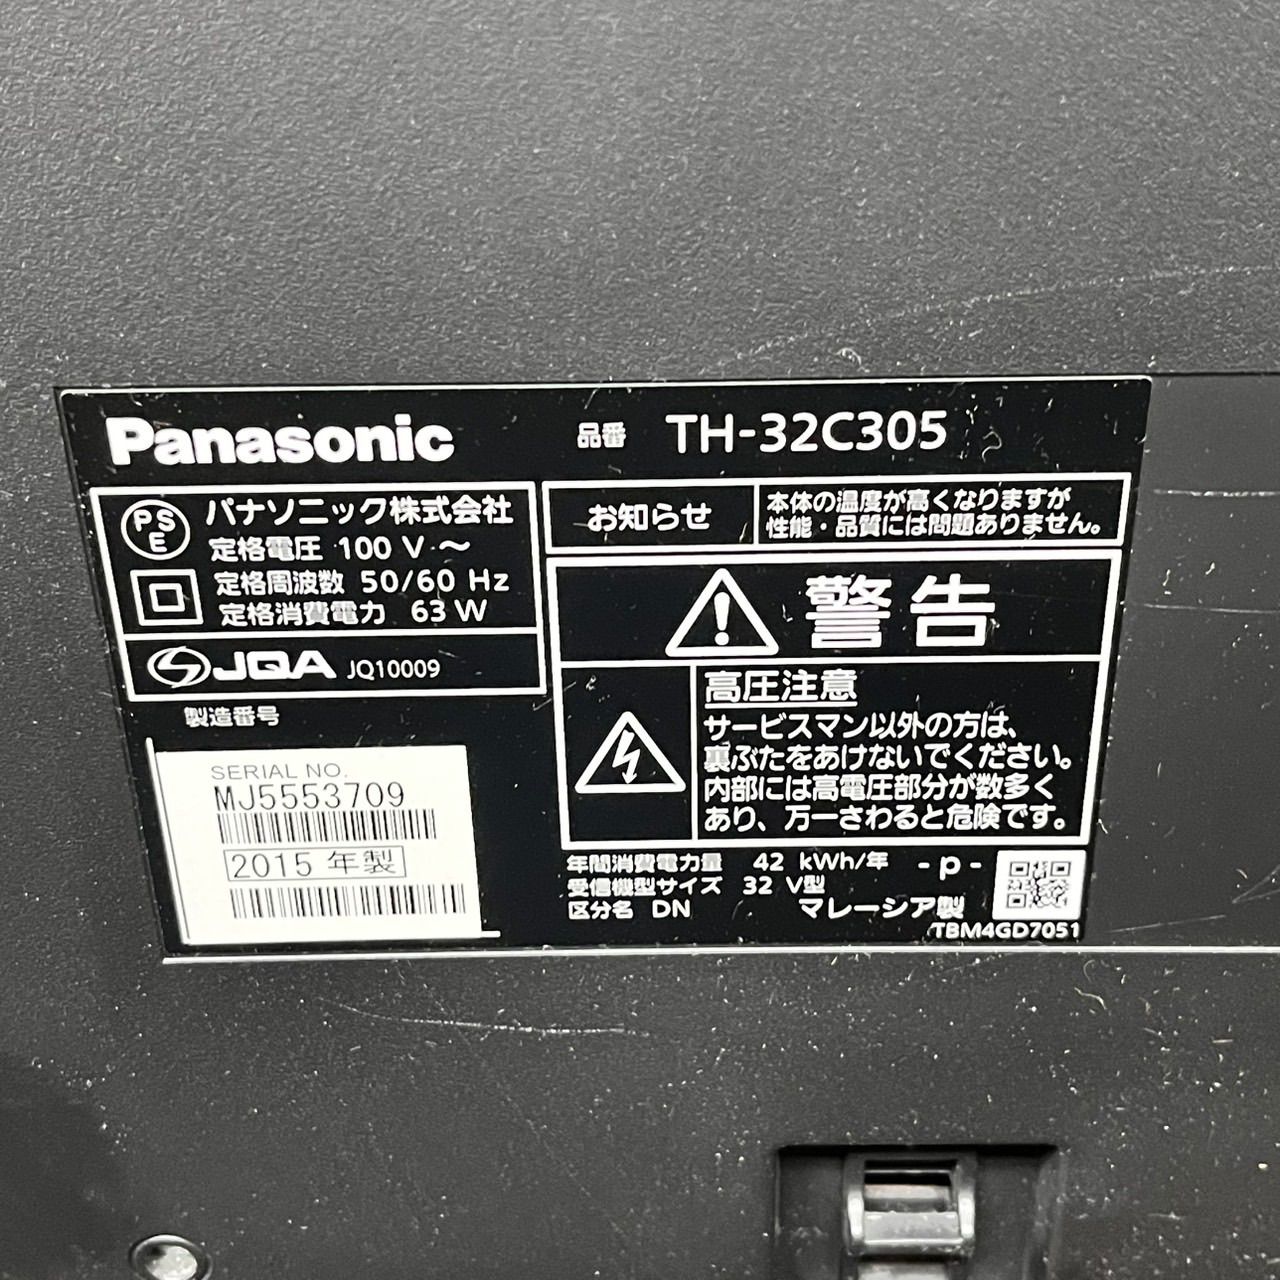 Panasonic
品番 TH-32C305
PSE
パナソニック株式会社
定格電圧 100 V ～
定格周波数 50/60 Hz
定格消費電力 63 W
JQA JQ10009
製造番号
SERIAL NO.
MJ5553709
2015 年製
お知らせ
本体の温度が高くなりますが
性能・品質には問題ありません。
警告
高圧注意
サービスマン以外の方は、
裏ぶたをあけないでください。
内部には高電圧部分が数多く
あり、万一さわると危険です。
年間消費電力量 42 kWh/年 -p-
受信機型サイズ 32 V型
区分名 DN マレーシア製
TBM4GD7051